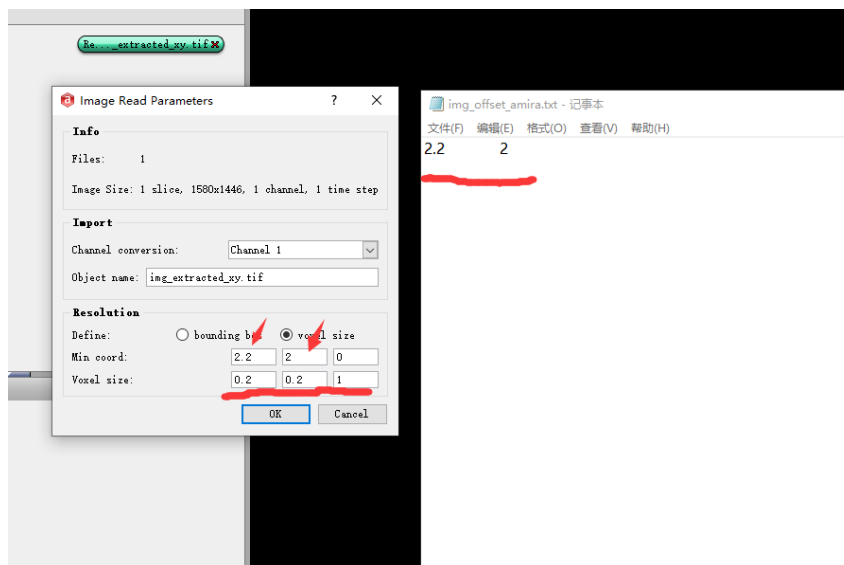 Re..._extracted_xy.tif
Image Read Parameters
Info
Files: 1
Image Size: 1 slice, 1580x1446, 1 channel, 1 time step
Import
Channel conversion: Channel 1
Object name: img_extracted_xy.tif
Resolution
Define: bounding box voxel size
Min coord: 2.2 2 0
Voxel size: 0.2 0.2 1
OK Cancel
img_offset_amira.txt - 记事本
文件(F) 编辑(E) 格式(O) 查看(V) 帮助(H)
2.2 2